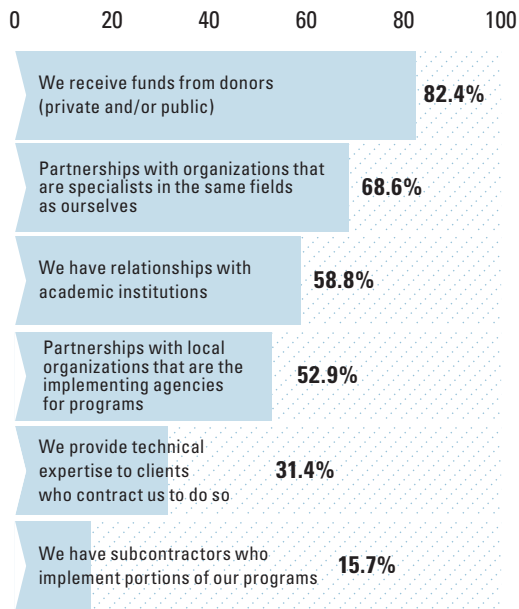 0 20 40 60 80 100
We receive funds from donors
(private and/or public)
82.4%
Partnerships with organizations that
are specialists in the same fields
as ourselves
68.6%
We have relationships with
academic institutions
58.8%
Partnerships with local
organizations that are the
implementing agencies
for programs
52.9%
We provide technical
expertise to clients
who contract us to do so
31.4%
We have subcontractors who
implement portions of our programs
15.7%